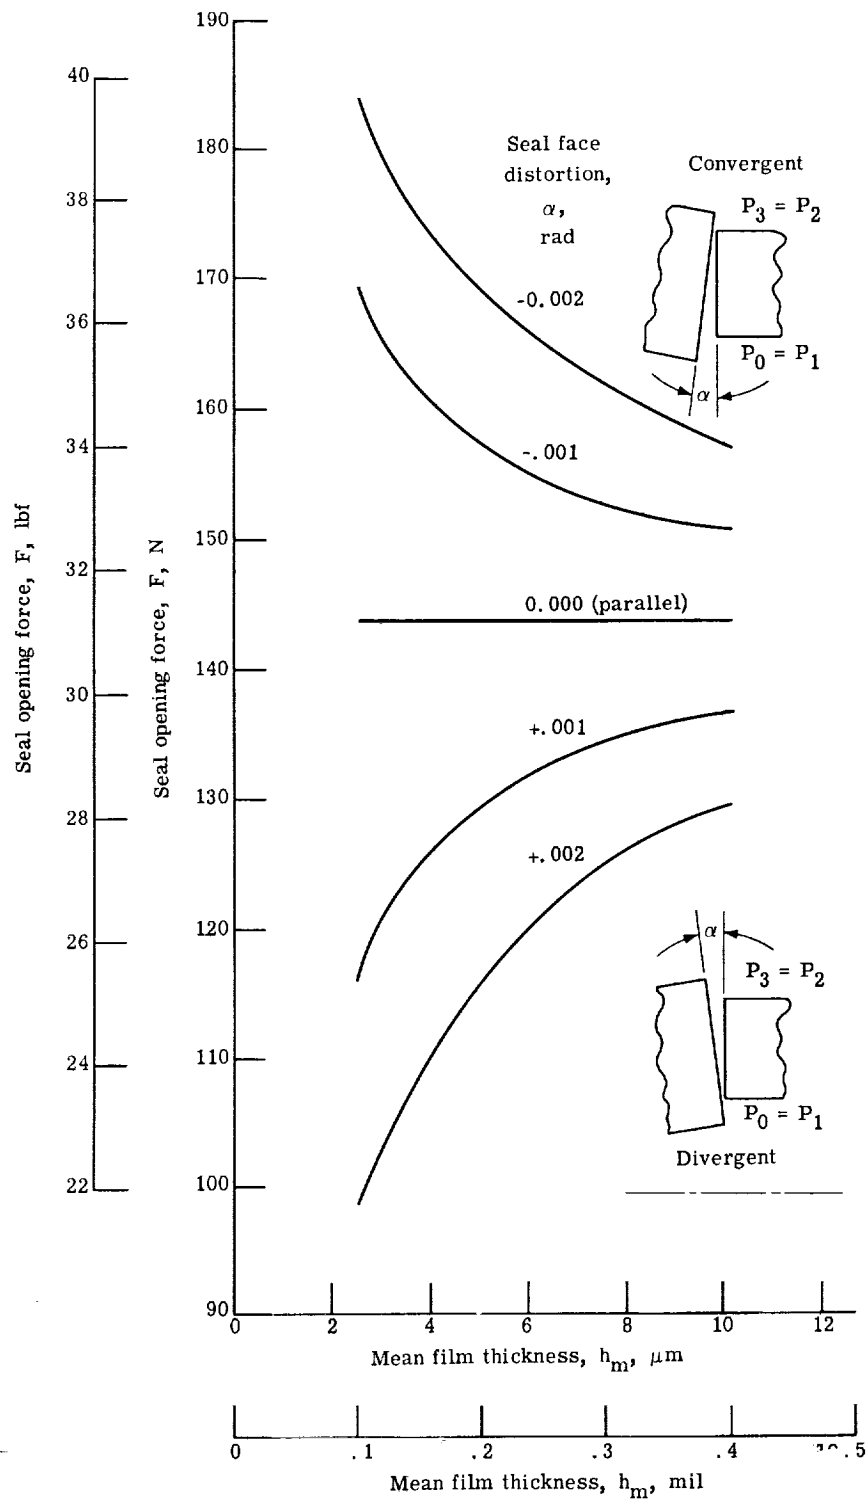 190
180
170
160
150
140
130
120
110
100
90
40
38
36
34
32
30
28
26
24
22
Seal opening force, F, lbf
Seal opening force, F, N
Seal face
distortion,
α,
rad
-0.002
-.001
0.000 (parallel)
+.001
+.002
Convergent
P3 = P2
P0 = P1
α
α
P3 = P2
P0 = P1
Divergent
0 2 4 6 8 10 12
Mean film thickness, hm, μm
0 .1 .2 .3 .4 .5
Mean film thickness, hm, mil